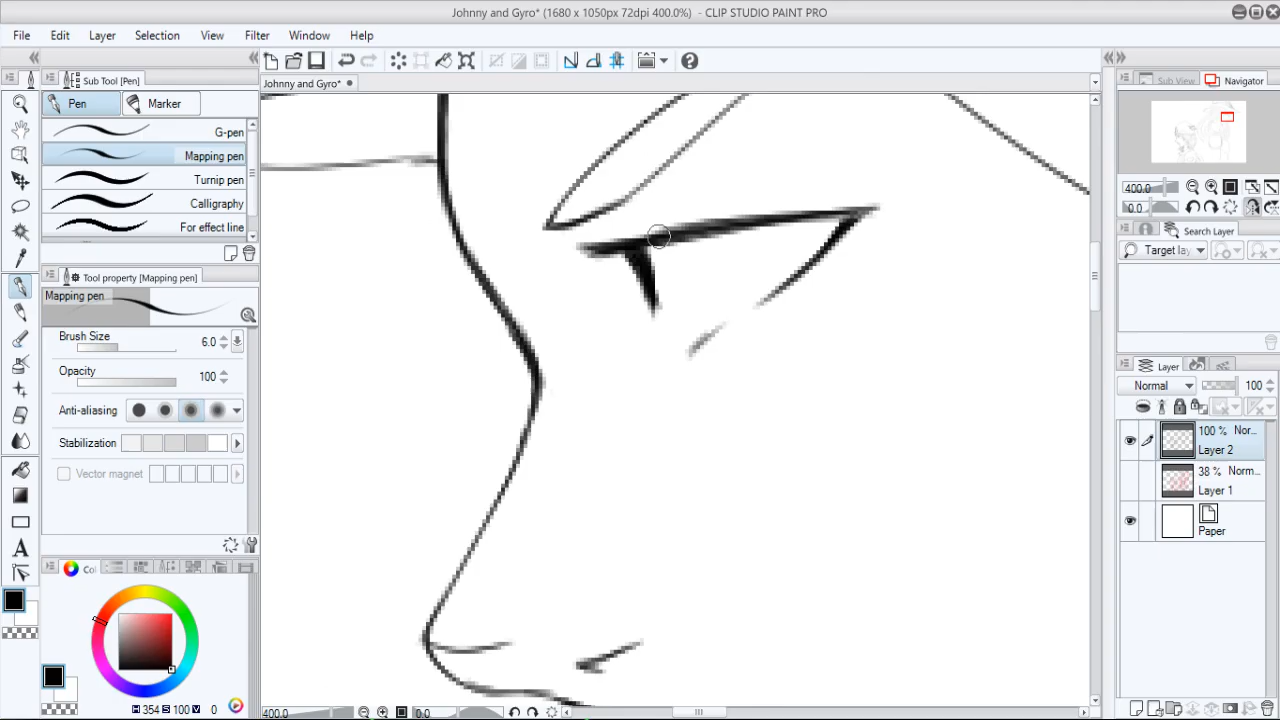 Johnny and Gyro* (1680 x 1050px 72dpi 400.0%) - CLIP STUDIO PAINT PRO
File Edit Layer Selection View Filter Window Help
Sub Tool [Pen]
Johnny and Gyro*
Sub View
Navigator
Pen
Marker
G-pen
Mapping pen
Turnip pen
Calligraphy
For effect line
400.0
0.0
Search Layer
Target lay
Tool property [Mapping pen]
Mapping pen
Brush Size 6.0
Opacity 100
Anti-aliasing
Stabilization
Vector magnet
Layer
Normal 100
100 % Nor...
Layer 2
38 % Norm...
Layer 1
Paper
Col
H 354 S 100 V 0
400.0
0.0